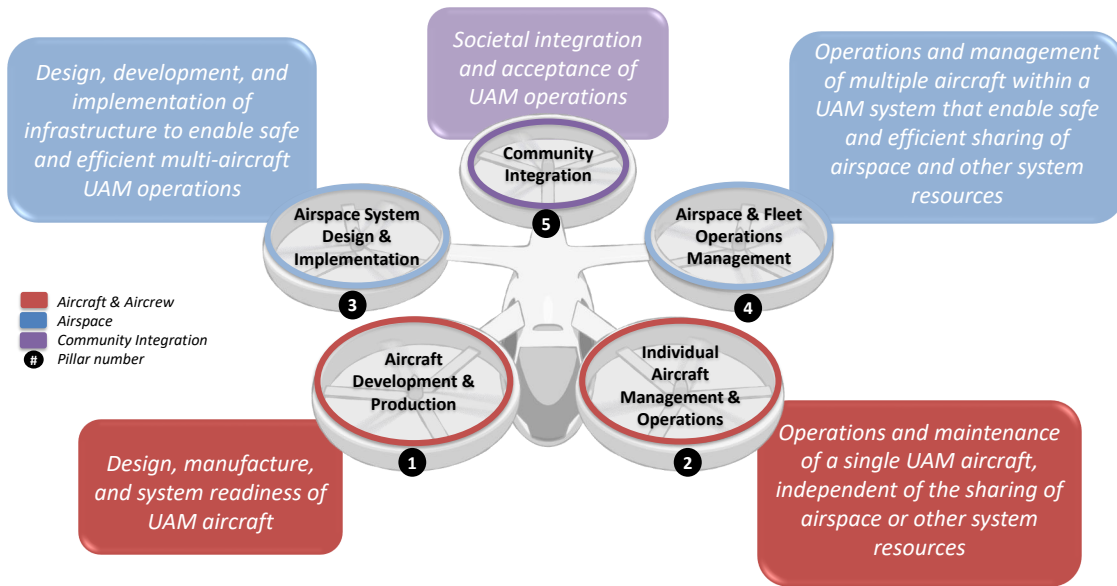 Societal integration
and acceptance of
UAM operations
Design, development, and
implementation of
infrastructure to enable safe
and efficient multi-aircraft
UAM operations
Operations and management
of multiple aircraft within a
UAM system that enable safe
and efficient sharing of
airspace and other system
resources
Community
Integration
5
Airspace System
Design &
Implementation
3
Airspace & Fleet
Operations
Management
4
Aircraft & Aircrew
Airspace
Community Integration
# Pillar number
Aircraft
Development &
Production
1
Individual
Aircraft
Management &
Operations
2
Design, manufacture,
and system readiness of
UAM aircraft
Operations and maintenance
of a single UAM aircraft,
independent of the sharing of
airspace or other system
resources